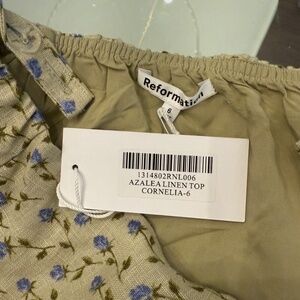 Reformation
6
1314802RNL006
AZALEA LINEN TOP
CORNELIA-6